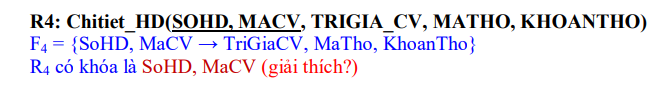 R4: Chitiet_HD(SOHD, MACV, TRIGIA_CV, MATHO, KHOANTHO)
F₄ = {SoHD, MaCV → TriGiaCV, MaTho, KhoanTho}
R₄ có khóa là SoHD, MaCV (giải thích?)